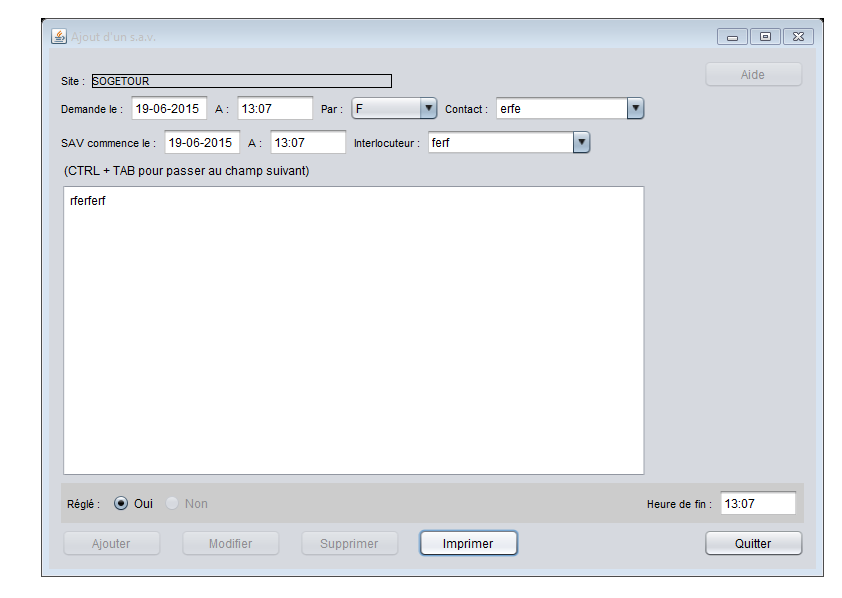 Ajout d'un s.a.v.
Aide
Site : SOGETOUR
Demande le : 19-06-2015 A : 13:07 Par : F Contact : erfe
SAV commence le : 19-06-2015 A : 13:07 Interlocuteur : ferf
(CTRL + TAB pour passer au champ suivant)
rferferf
Réglé : Oui Non Heure de fin : 13:07
Ajouter Modifier Supprimer Imprimer Quitter